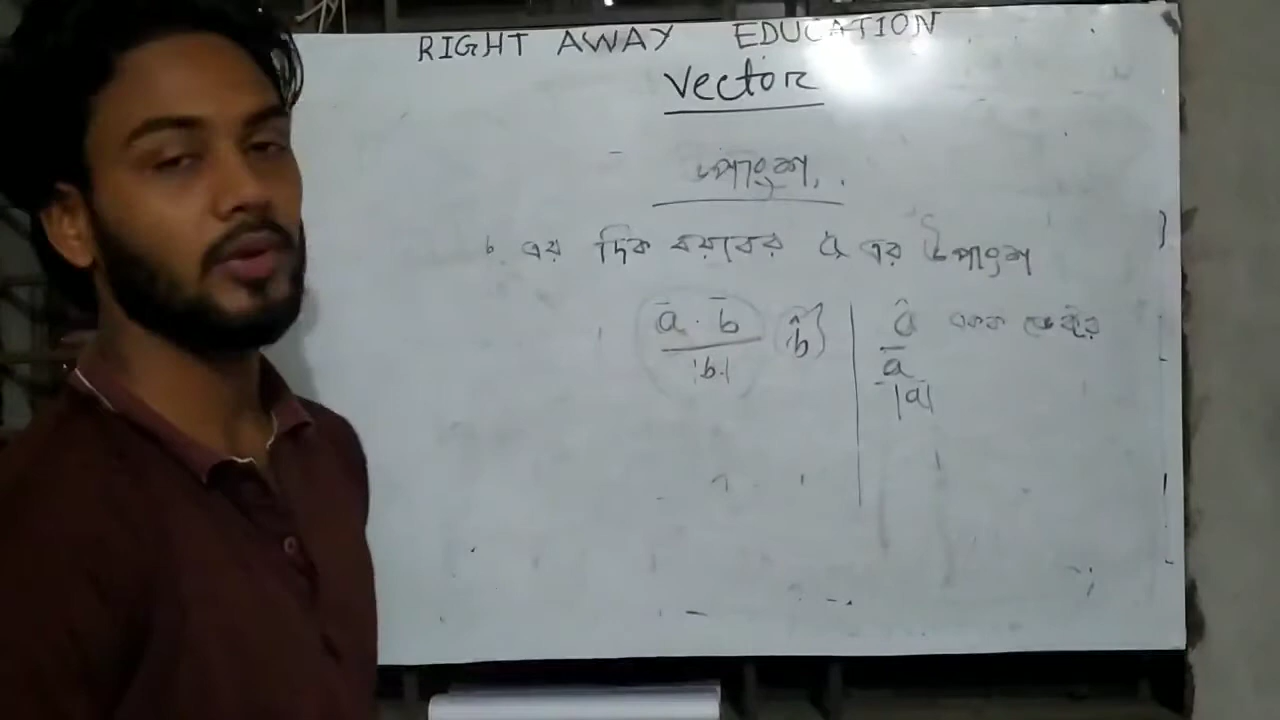 RIGHT AWAY EDUCATION
Vector
উপাংশ
b এর দিক বরাবর a এর উপাংশ
a̅ . b̅ / |b| {b̂} | â একক ভেক্টর
a̅ / |a|